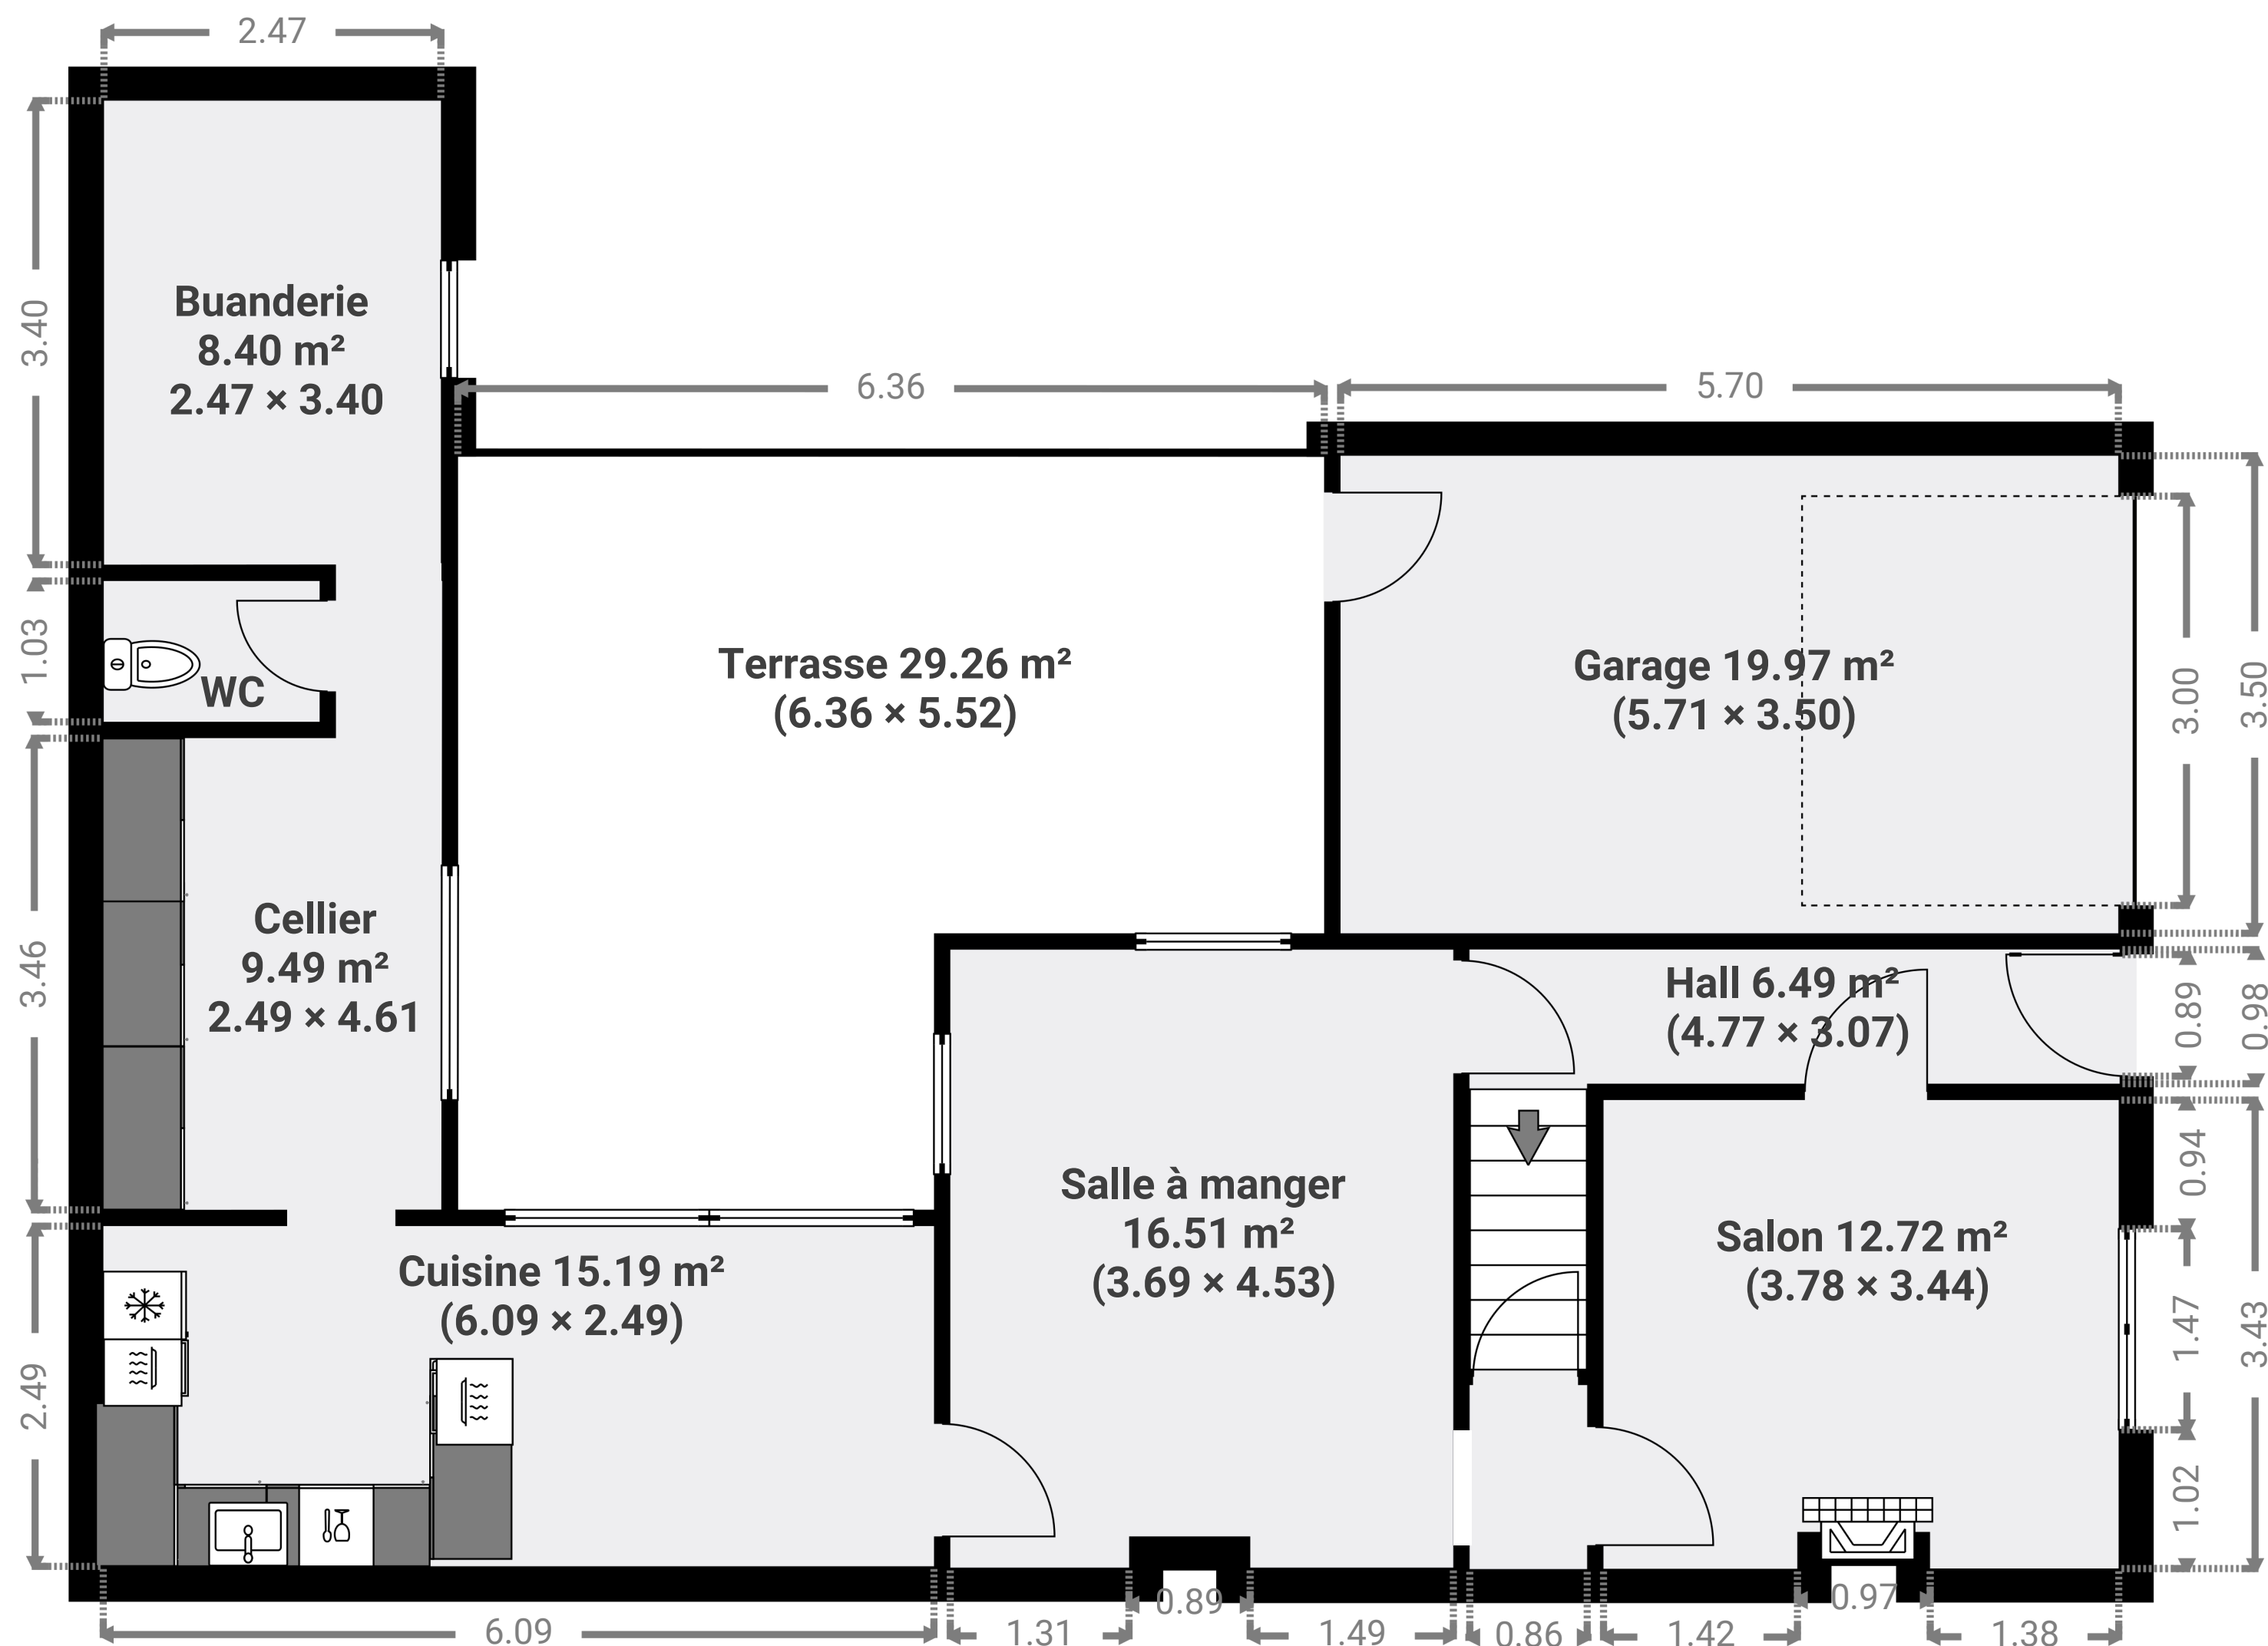 2.47
3.40
Buanderie
8.40 m²
2.47 × 3.40
6.36
5.70
1.03
WC
Terrasse 29.26 m²
(6.36 × 5.52)
Garage 19.97 m²
(5.71 × 3.50)
3.00
3.50
3.46
Cellier
9.49 m²
2.49 × 4.61
Hall 6.49 m²
(4.77 × 3.07)
0.89
0.98
Salle à manger
16.51 m²
(3.69 × 4.53)
0.94
Salon 12.72 m²
(3.78 × 3.44)
Cuisine 15.19 m²
(6.09 × 2.49)
1.47
3.43
2.49
1.02
6.09
1.31
0.89
1.49
0.86
1.42
0.97
1.38